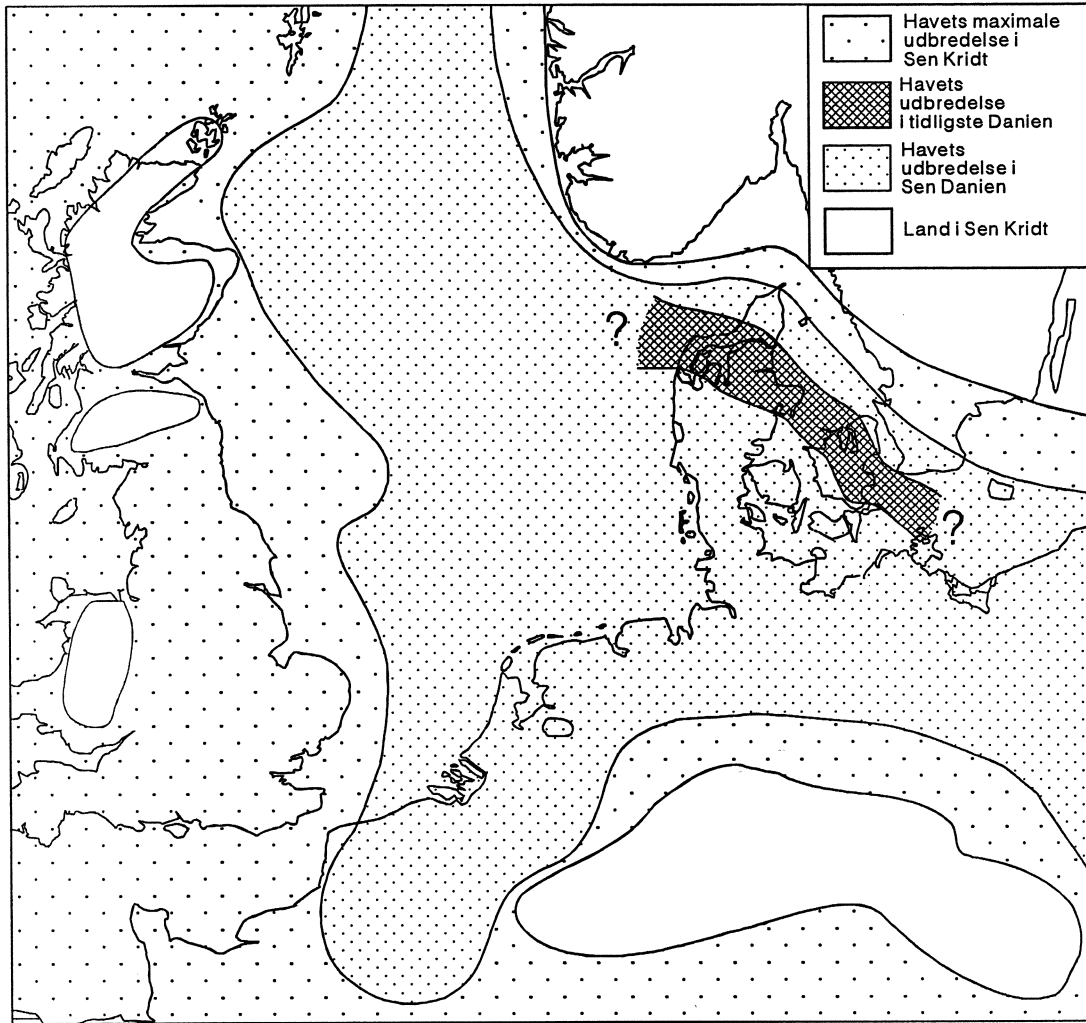 Havets maximale
udbredelse i
Sen Kridt
Havets
udbredelse
i tidligste Danien
Havets
udbredelse i
Sen Danien
Land i Sen Kridt
?
?